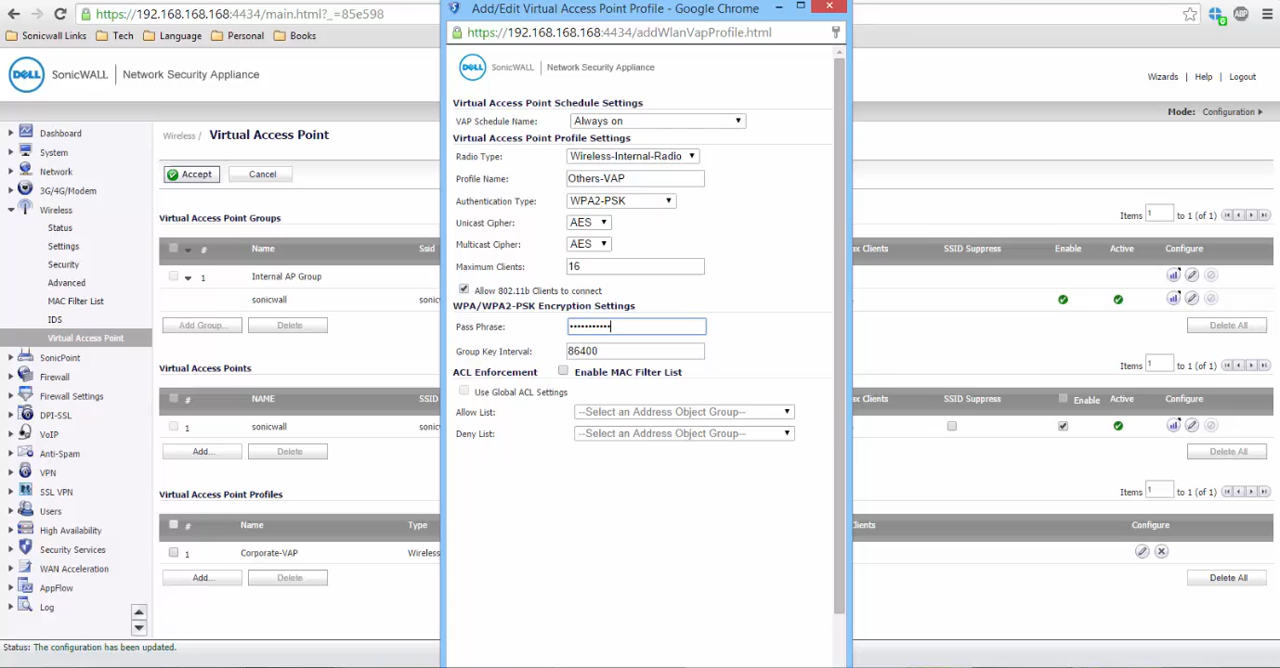 https://192.168.168.168:4434/main.html?_=85e598
Sonicwall Links Tech Language Personal Books
DELL SonicWALL | Network Security Appliance
Wizards | Help | Logout
Mode: Configuration
Dashboard
System
Network
3G/4G/Modem
Wireless
Status
Settings
Security
Advanced
MAC Filter List
IDS
Virtual Access Point
SonicPoint
Firewall
Firewall Settings
DPI-SSL
VoIP
Anti-Spam
VPN
SSL VPN
Users
High Availability
Security Services
WAN Acceleration
AppFlow
Log
Status: The configuration has been updated.
Wireless / Virtual Access Point
Accept Cancel
Virtual Access Point Groups
Items 1 to 1 (of 1)
# Name Ssid Clients SSID Suppress Enable Active Configure
1 Internal AP Group
sonicwall
Add Group... Delete Delete All
Virtual Access Points
Items 1 to 1 (of 1)
# NAME SSID Clients SSID Suppress Enable Active Configure
1 sonicwall
Add... Delete Delete All
Virtual Access Point Profiles
Items 1 to 1 (of 1)
# Name Type Configure
1 Corporate-VAP
Add... Delete Delete All
Add/Edit Virtual Access Point Profile - Google Chrome
https://192.168.168.168:4434/addWlanVapProfile.html
DELL SonicWALL | Network Security Appliance
Virtual Access Point Schedule Settings
VAP Schedule Name: Always on
Virtual Access Point Profile Settings
Radio Type: Wireless-Internal-Radio
Profile Name: Others-VAP
Authentication Type: WPA2-PSK
Unicast Cipher: AES
Multicast Cipher: AES
Maximum Clients: 16
Allow 802.11b Clients to connect
WPA/WPA2-PSK Encryption Settings
Pass Phrase: •••••••••••
Group Key Interval: 86400
ACL Enforcement Enable MAC Filter List
Use Global ACL Settings
Allow List: --Select an Address Object Group--
Deny List: --Select an Address Object Group--